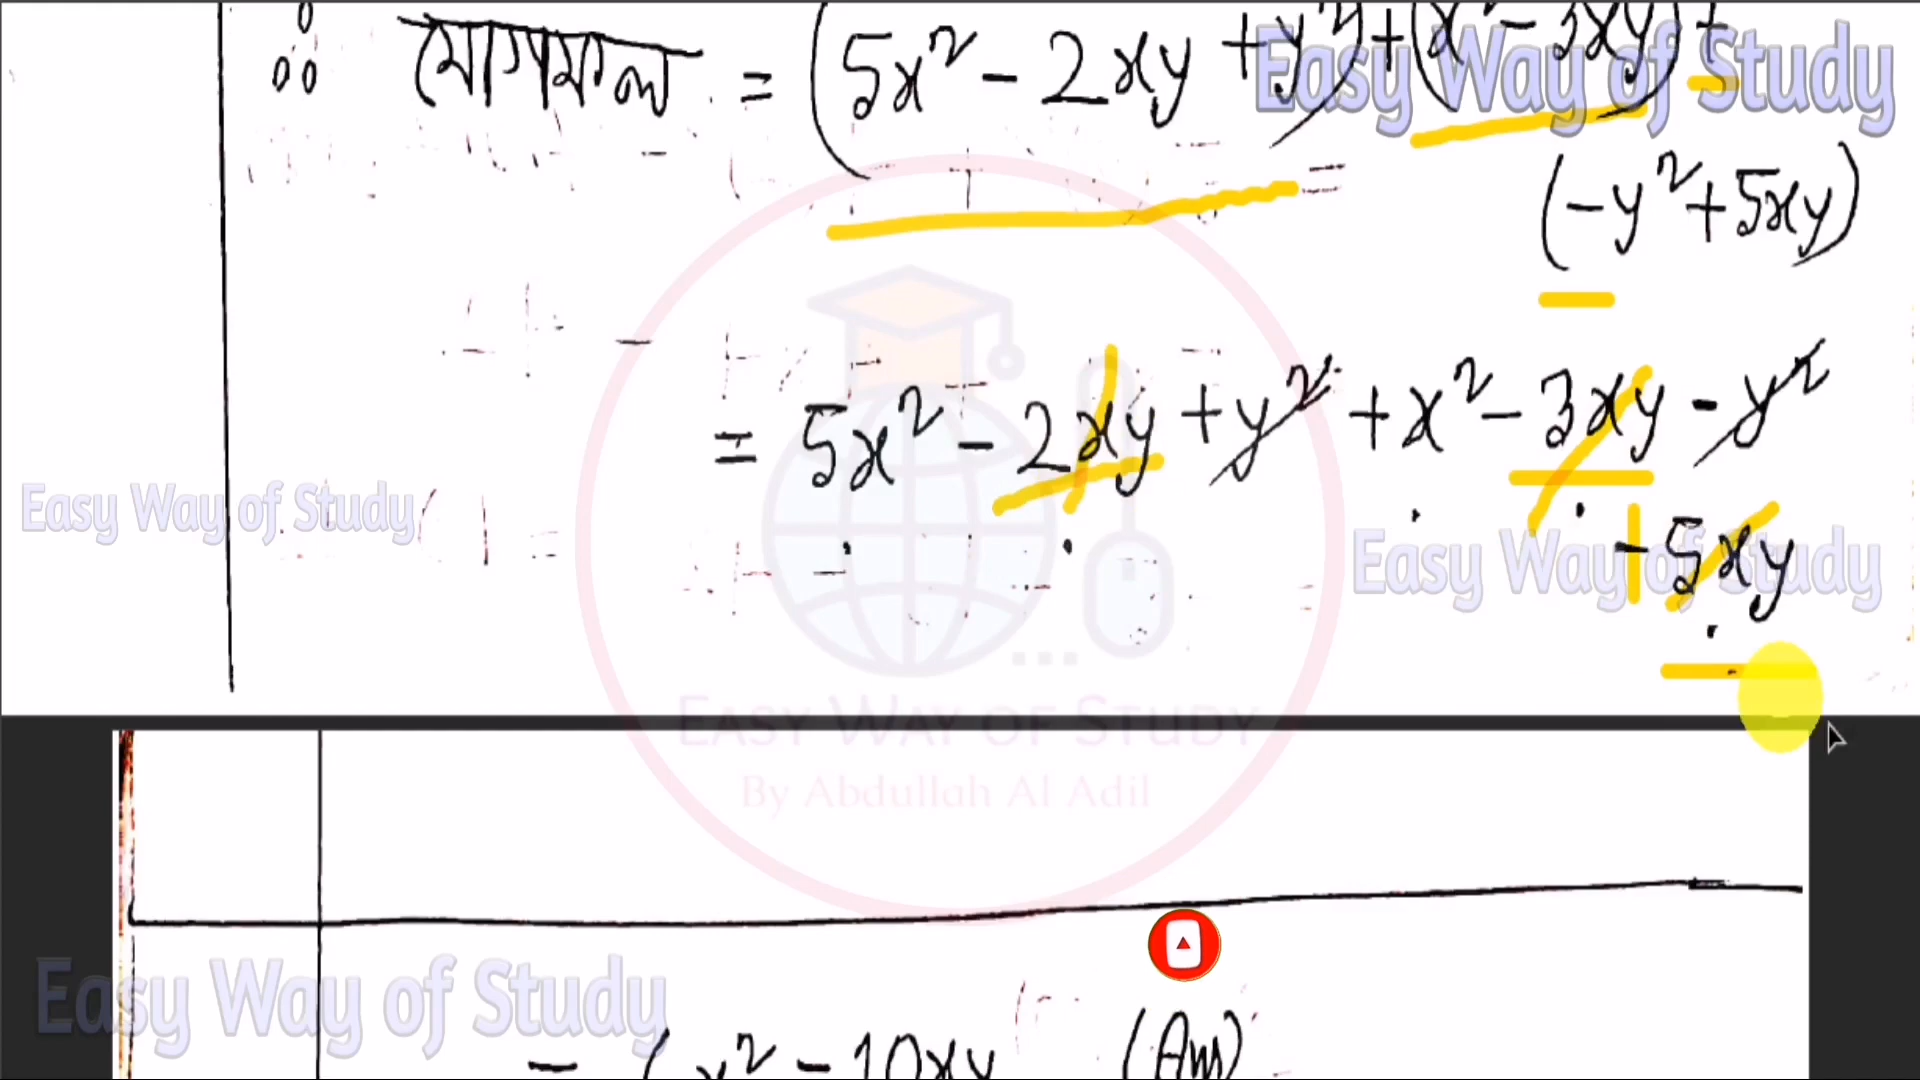 ∴ যোগফল = (5x² - 2xy + y²) + (x² - 3xy) +
Easy Way of Study
(-y² + 5xy)
= 5x² - 2xy + y² + x² - 3xy - y²
Easy Way of Study
Easy Way of Study
+ 5xy
EASY WAY OF STUDY
By Abdullah Al Adil
Easy Way of Study
= 6x² - 10xy (Ans)